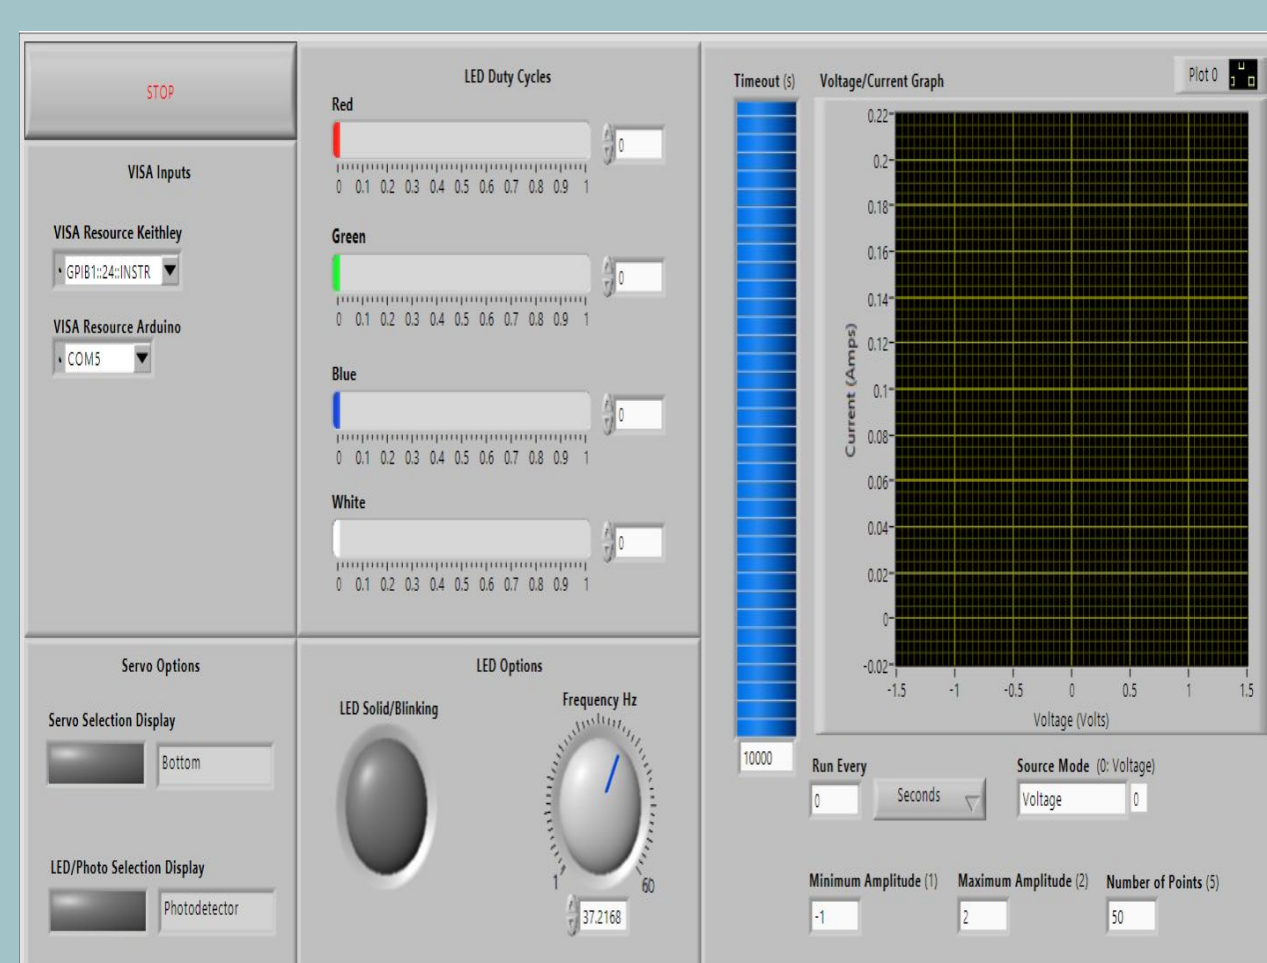 STOP
VISA Inputs
VISA Resource Keithley
GPIB1::24::INSTR
VISA Resource Arduino
COM5
LED Duty Cycles
Red
0
0 0.1 0.2 0.3 0.4 0.5 0.6 0.7 0.8 0.9 1
Green
0
0 0.1 0.2 0.3 0.4 0.5 0.6 0.7 0.8 0.9 1
Blue
0
0 0.1 0.2 0.3 0.4 0.5 0.6 0.7 0.8 0.9 1
White
0
0 0.1 0.2 0.3 0.4 0.5 0.6 0.7 0.8 0.9 1
Servo Options
Servo Selection Display
Bottom
LED/Photo Selection Display
Photodetector
LED Options
LED Solid/Blinking
Frequency Hz
1 60
37.2168
Timeout (s)
10000
Voltage/Current Graph
Plot 0
0.22
0.2
0.18
0.16
0.14
0.12
0.1
0.08
0.06
0.04
0.02
0
-0.02
Current (Amps)
-1.5 -1 -0.5 0 0.5 1 1.5
Voltage (Volts)
Run Every
0 Seconds
Source Mode (0: Voltage)
Voltage 0
Minimum Amplitude (1) Maximum Amplitude (2) Number of Points (5)
-1 2 50